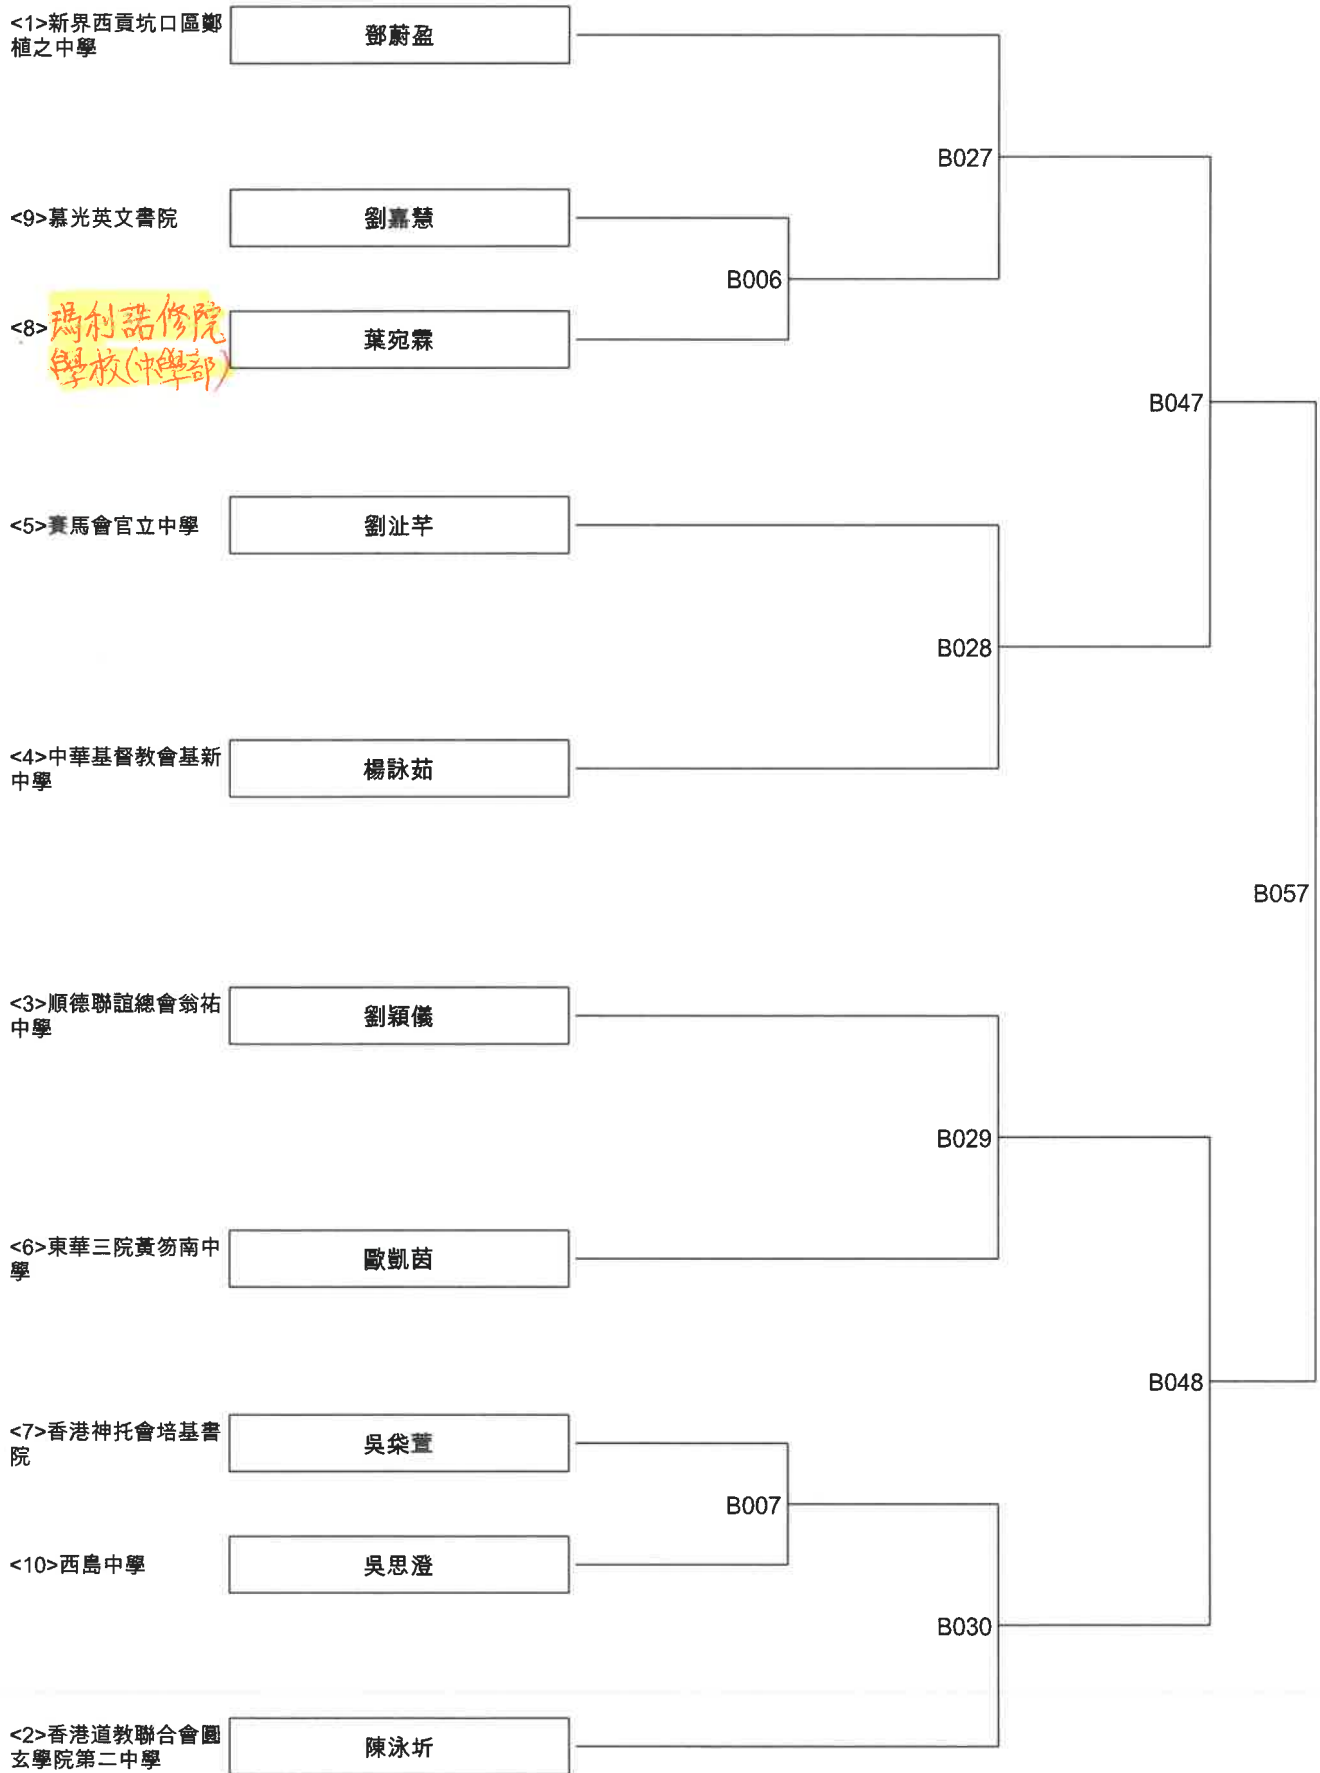 <1>新界西貢坑口區鄭
植之中學
鄧蔚盈
B027
<9>慕光英文書院
劉嘉慧
B006
<8>瑪利諾修院
學校(中學部)
葉宛霖
B047
<5>賽馬會官立中學
劉沚芊
B028
<4>中華基督教會基新
中學
楊詠茹
B057
<3>順德聯誼總會翁祐
中學
劉穎儀
B029
<6>東華三院黃笏南中
學
歐凱茵
B048
<7>香港神托會培基書
院
吳枀萱
B007
<10>西島中學
吳思澄
B030
<2>香港道教聯合會圓
玄學院第二中學
陳泳圻